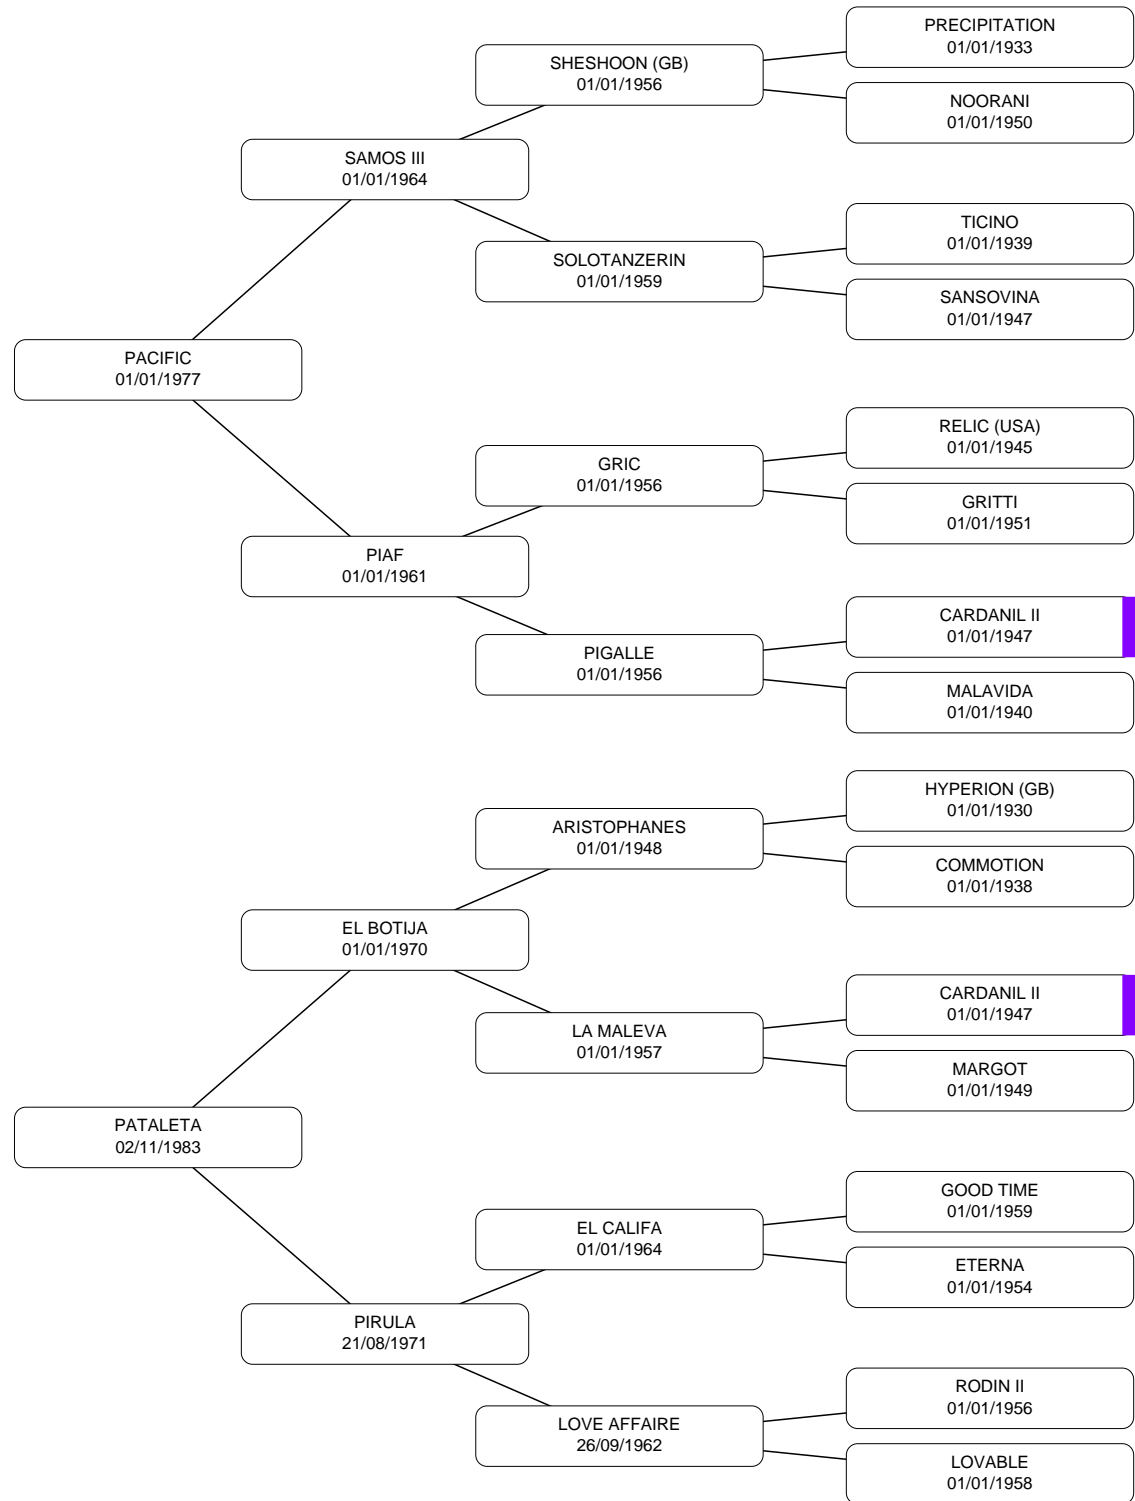 PRECIPITATION
01/01/1933
SHESHOON (GB)
01/01/1956
NOORANI
01/01/1950
SAMOS III
01/01/1964
TICINO
01/01/1939
SOLOTANZERIN
01/01/1959
SANSOVINA
01/01/1947
PACIFIC
01/01/1977
RELIC (USA)
01/01/1945
GRIC
01/01/1956
GRITTI
01/01/1951
PIAF
01/01/1961
CARDANIL II
01/01/1947
PIGALLE
01/01/1956
MALAVIDA
01/01/1940
HYPERION (GB)
01/01/1930
ARISTOPHANES
01/01/1948
COMMOTION
01/01/1938
EL BOTIJA
01/01/1970
CARDANIL II
01/01/1947
LA MALEVA
01/01/1957
MARGOT
01/01/1949
PATALETA
02/11/1983
GOOD TIME
01/01/1959
EL CALIFA
01/01/1964
ETERNA
01/01/1954
PIRULA
21/08/1971
RODIN II
01/01/1956
LOVE AFFAIRE
26/09/1962
LOVABLE
01/01/1958